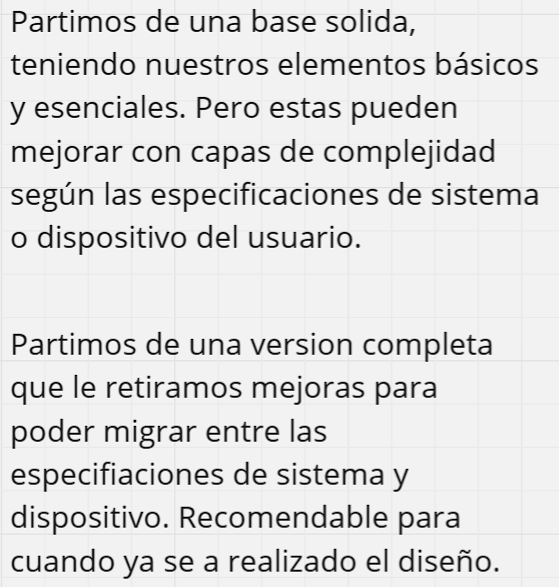 Partimos de una base solida,
teniendo nuestros elementos básicos
y esenciales. Pero estas pueden
mejorar con capas de complejidad
según las especificaciones de sistema
o dispositivo del usuario.
Partimos de una version completa
que le retiramos mejoras para
poder migrar entre las
especifiaciones de sistema y
dispositivo. Recomendable para
cuando ya se a realizado el diseño.